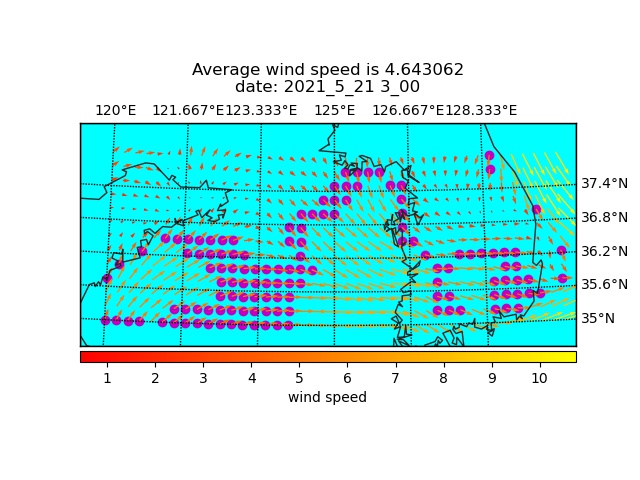 Average wind speed is 4.643062
date: 2021_5_21 3_00
120°E 121.667°E 123.333°E 125°E 126.667°E 128.333°E
37.4°N
36.8°N
36.2°N
35.6°N
35°N
1 2 3 4 5 6 7 8 9 10
wind speed